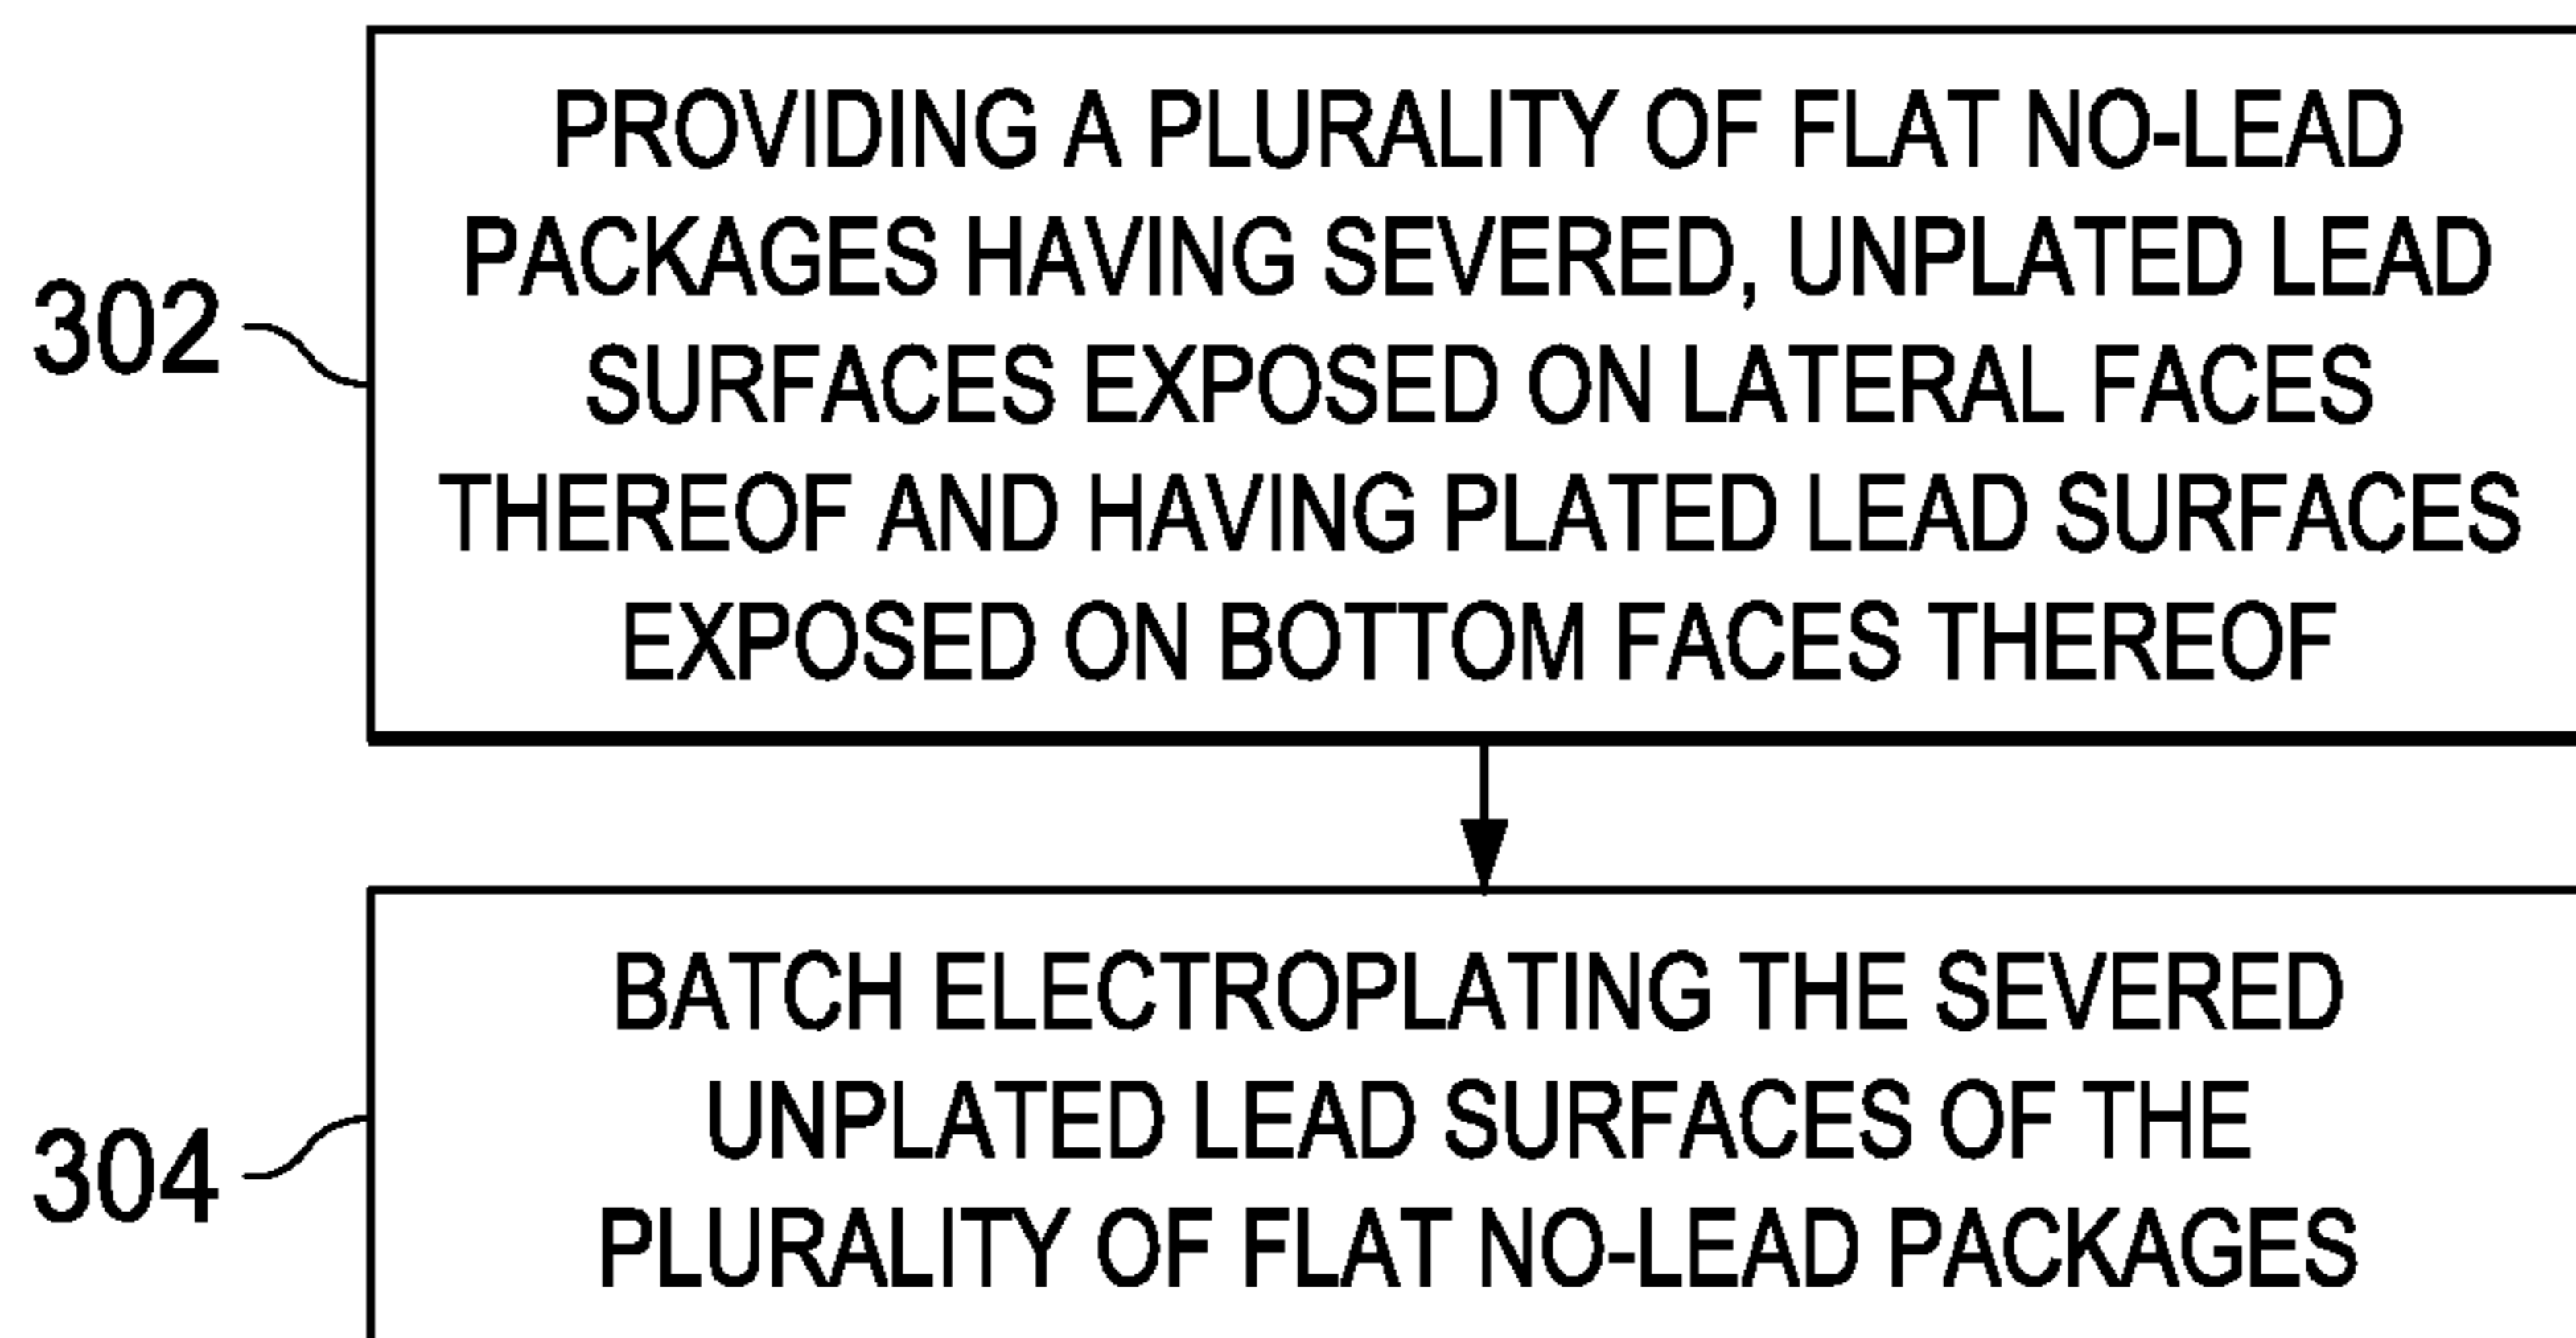 PROVIDING A PLURALITY OF FLAT NO-LEAD
PACKAGES HAVING SEVERED, UNPLATED LEAD
302
SURFACES EXPOSED ON LATERAL FACES
THEREOF AND HAVING PLATED LEAD SURFACES
EXPOSED ON BOTTOM FACES THEREOF
BATCH ELECTROPLATING THE SEVERED
UNPLATED LEAD SURFACES OF THE
304
PLURALITY OF FLAT NO-LEAD PACKAGES